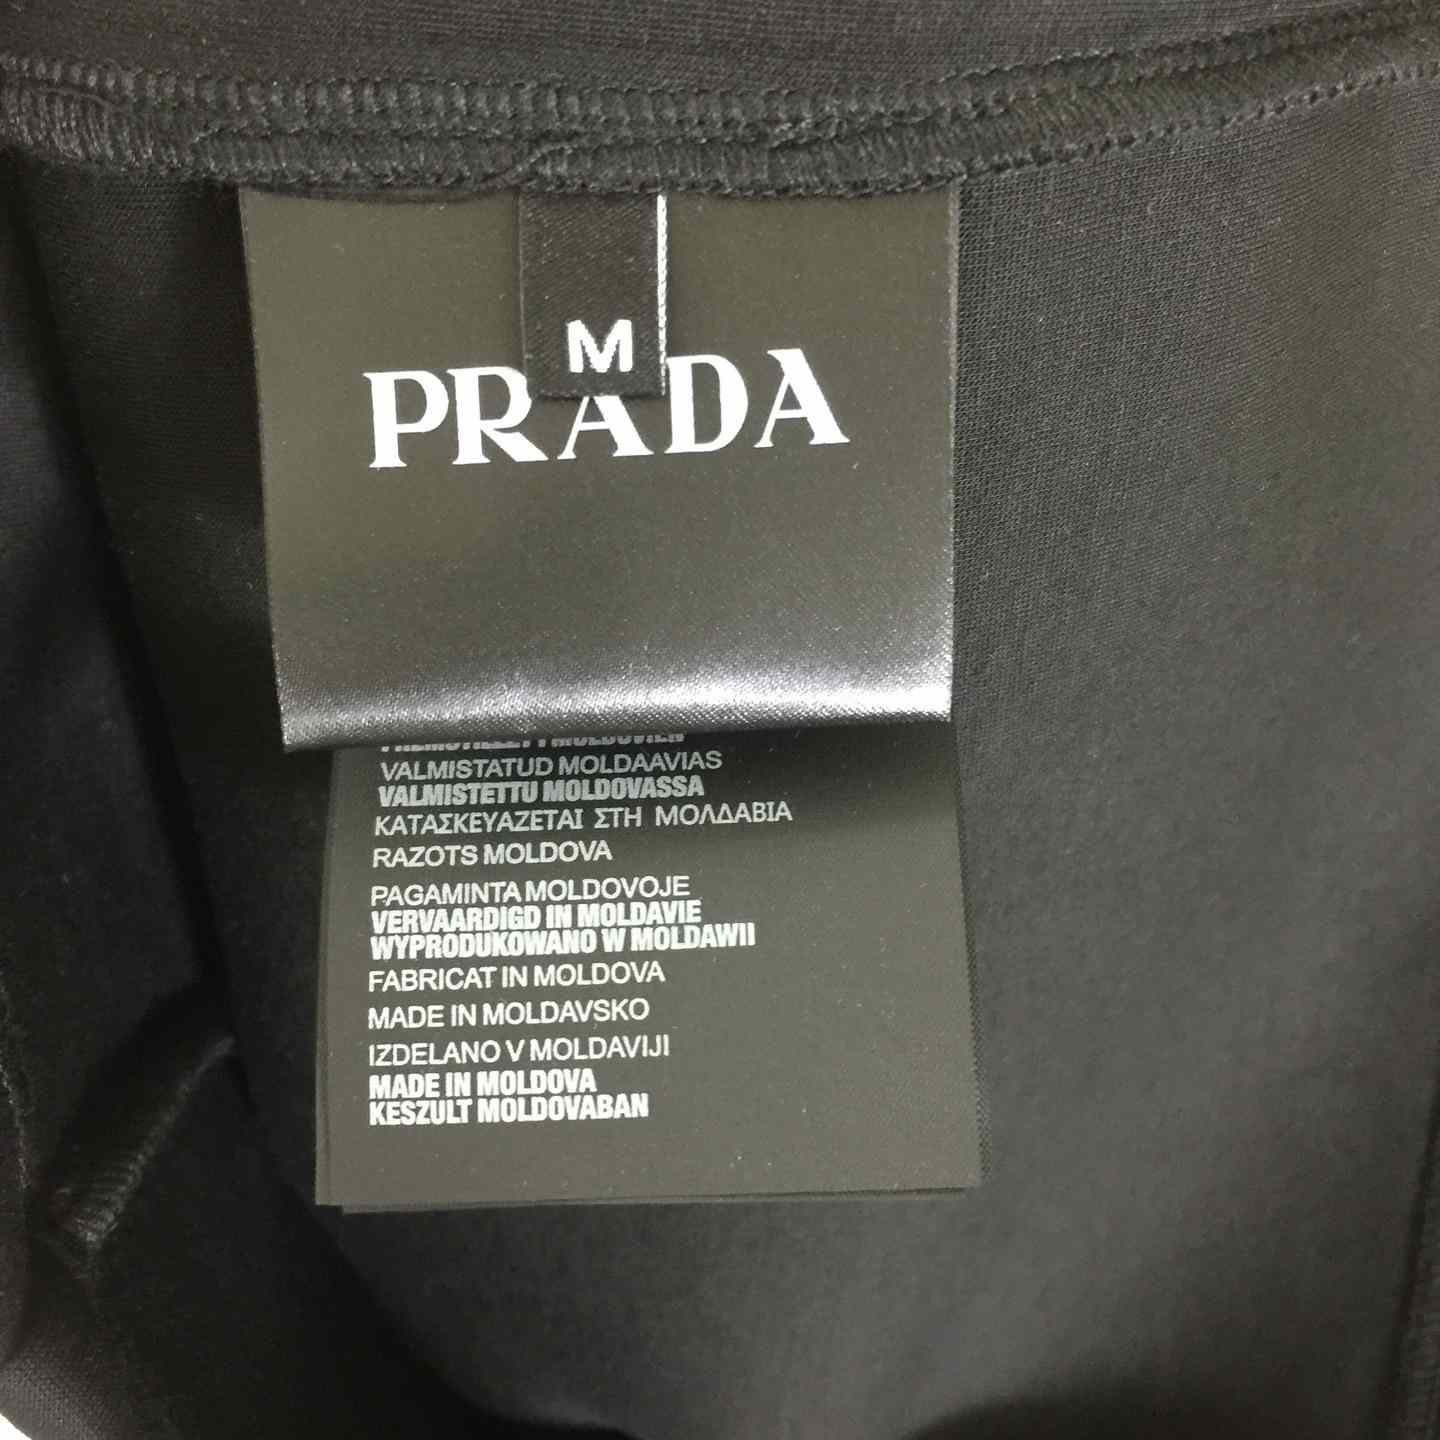 M
PRADA
VALMISTATUD MOLDAAVIAS
VALMISTETTU MOLDOVASSA
ΚΑΤΑΣΚΕΥΑΖΕΤΑΙ ΣΤΗ ΜΟΛΔΑΒΙΑ
RAZOTS MOLDOVA
PAGAMINTA MOLDOVOJE
VERVAARDIGD IN MOLDAVIE
WYPRODUKOWANO W MOLDAWII
FABRICAT IN MOLDOVA
MADE IN MOLDAVSKO
IZDELANO V MOLDAVIJI
MADE IN MOLDOVA
KESZULT MOLDOVABAN